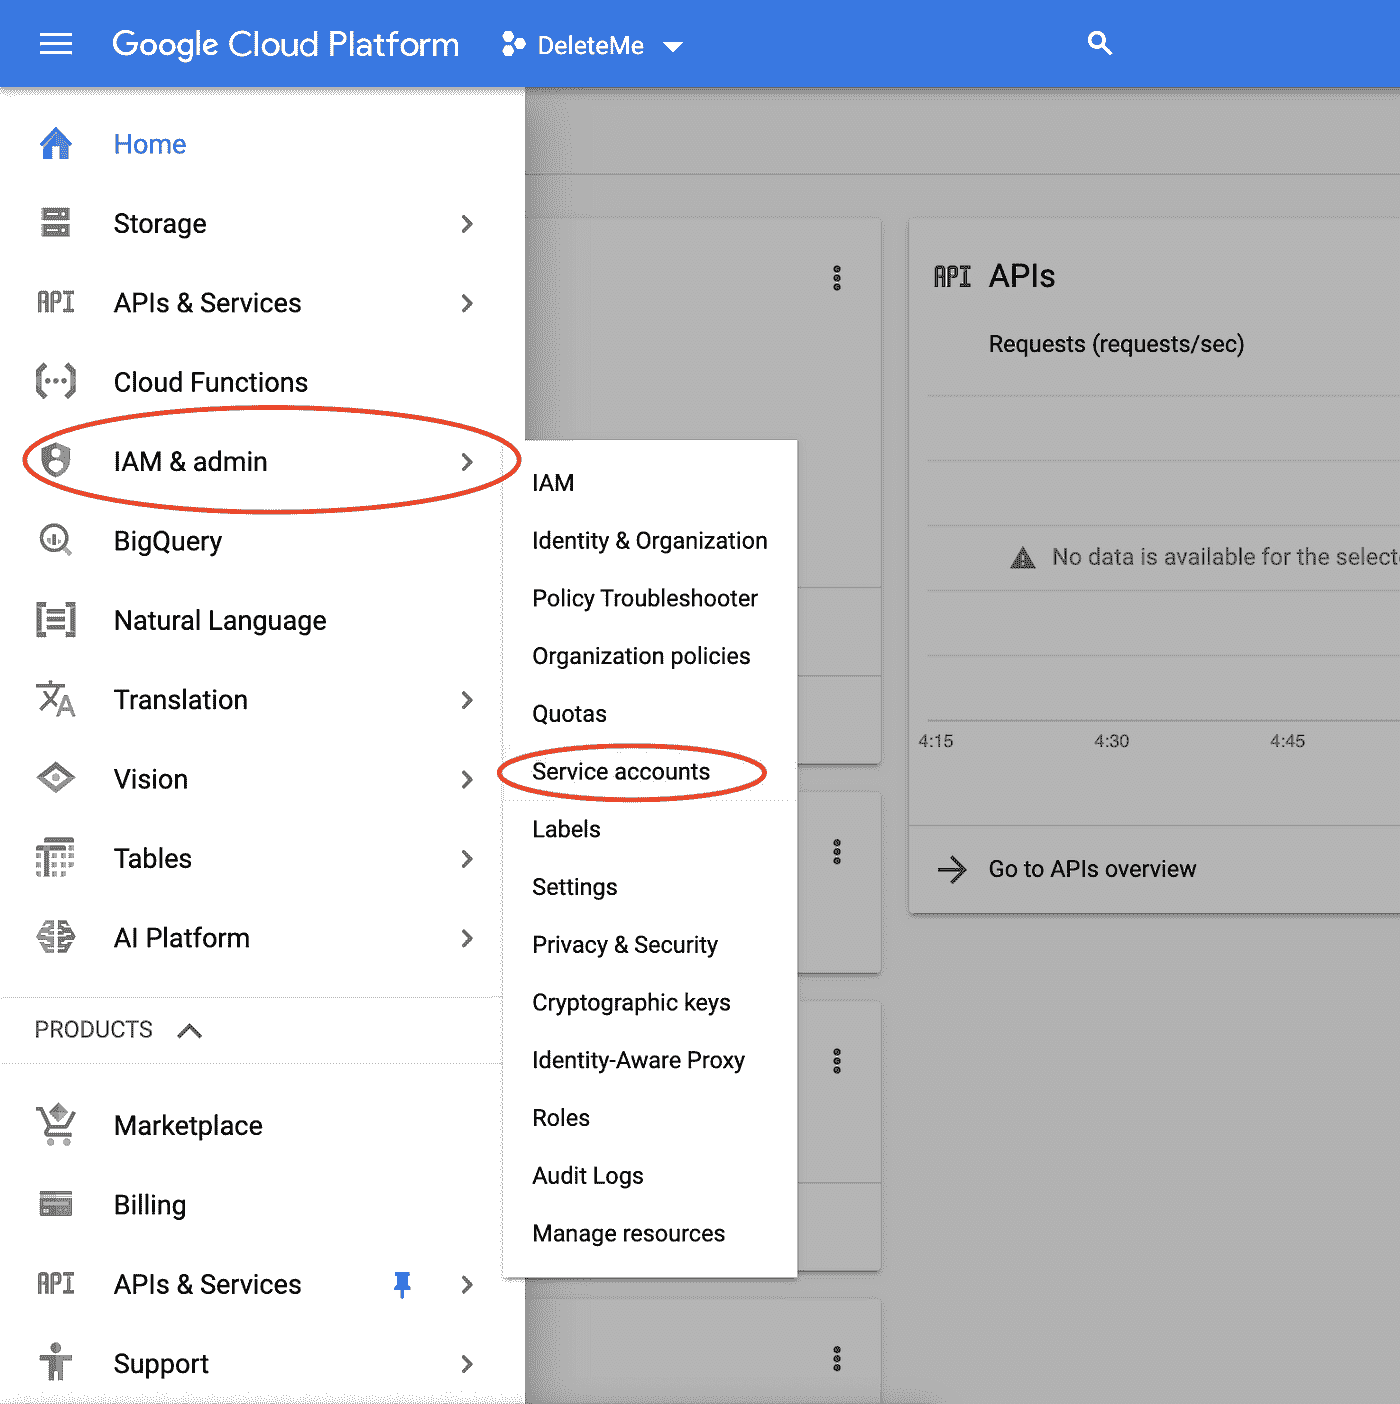 Google Cloud Platform
DeleteMe
Home
Storage
API APIs & Services
Cloud Functions
IAM & admin
BigQuery
Natural Language
Translation
Vision
Tables
AI Platform
PRODUCTS
Marketplace
Billing
API APIs & Services
Support
IAM
Identity & Organization
Policy Troubleshooter
Organization policies
Quotas
Service accounts
Labels
Settings
Privacy & Security
Cryptographic keys
Identity-Aware Proxy
Roles
Audit Logs
Manage resources
API APIs
Requests (requests/sec)
No data is available for the selecte
4:15 4:30 4:45
Go to APIs overview